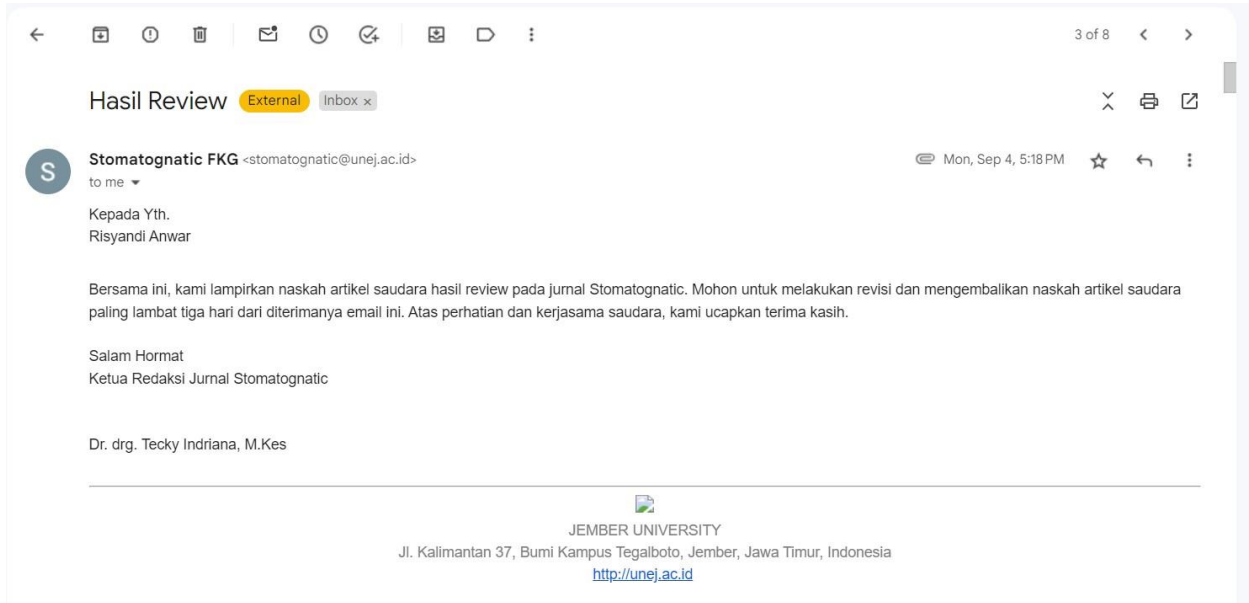 3 of 8
Hasil Review External Inbox x
S
Stomatognatic FKG <stomatognatic@unej.ac.id> Mon, Sep 4, 5:18 PM
to me
Kepada Yth.
Risyandi Anwar
Bersama ini, kami lampirkan naskah artikel saudara hasil review pada jurnal Stomatognatic. Mohon untuk melakukan revisi dan mengembalikan naskah artikel saudara
paling lambat tiga hari dari diterimanya email ini. Atas perhatian dan kerjasama saudara, kami ucapkan terima kasih.
Salam Hormat
Ketua Redaksi Jurnal Stomatognatic
Dr. drg. Tecky Indriana, M.Kes
JEMBER UNIVERSITY
Jl. Kalimantan 37, Bumi Kampus Tegalboto, Jember, Jawa Timur, Indonesia
http://unej.ac.id